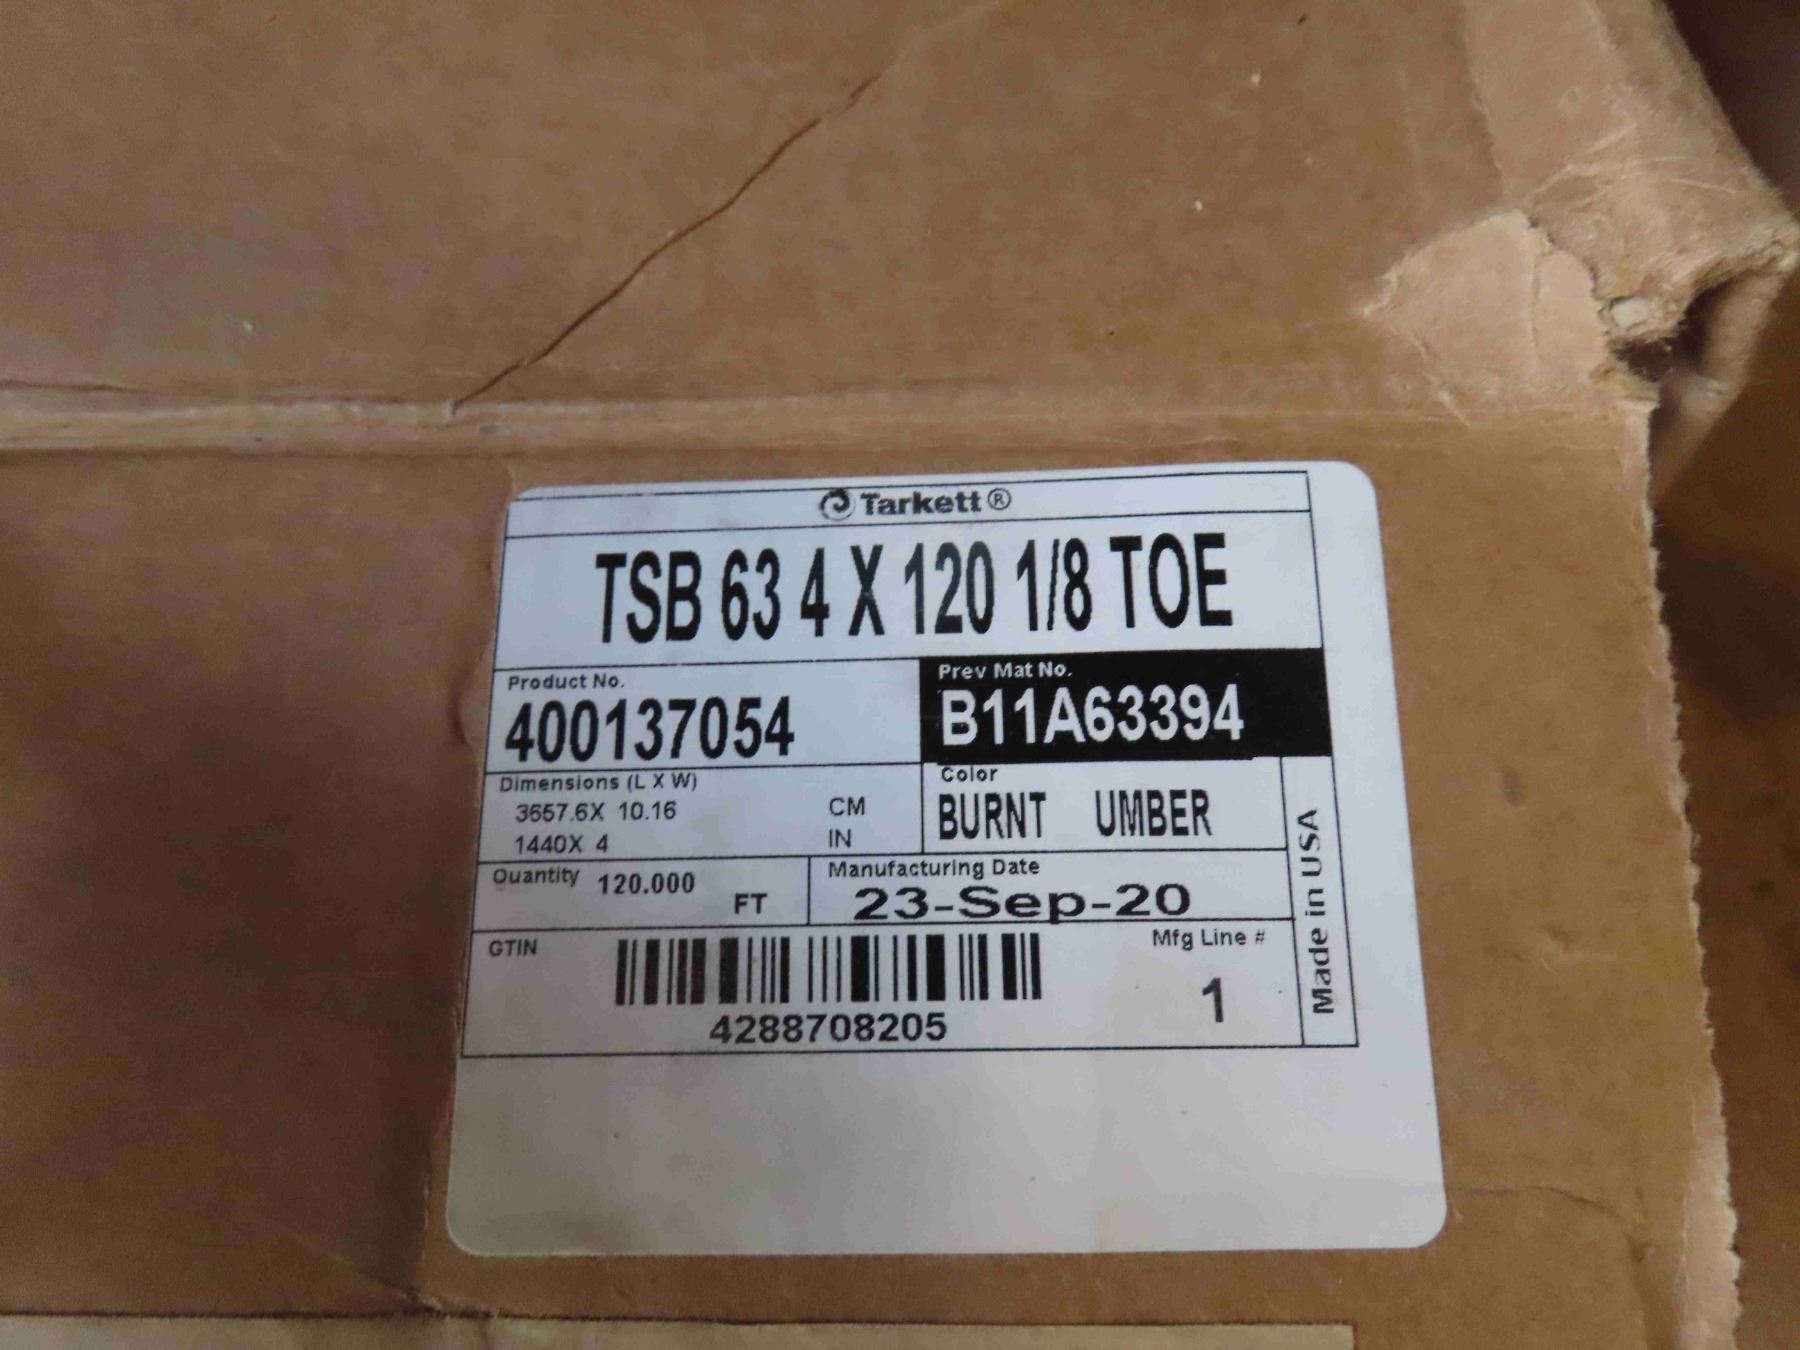 Tarkett®
TSB 63 4 X 120 1/8 TOE
Product No.
400137054
Prev Mat No.
B11A63394
Dimensions (L X W)
3657.6X 10.16 CM
1440X 4 IN
Color
BURNT UMBER
Quantity 120.000 FT
Manufacturing Date
23-Sep-20
GTIN
4288708205
Mfg Line #
1
Made in USA